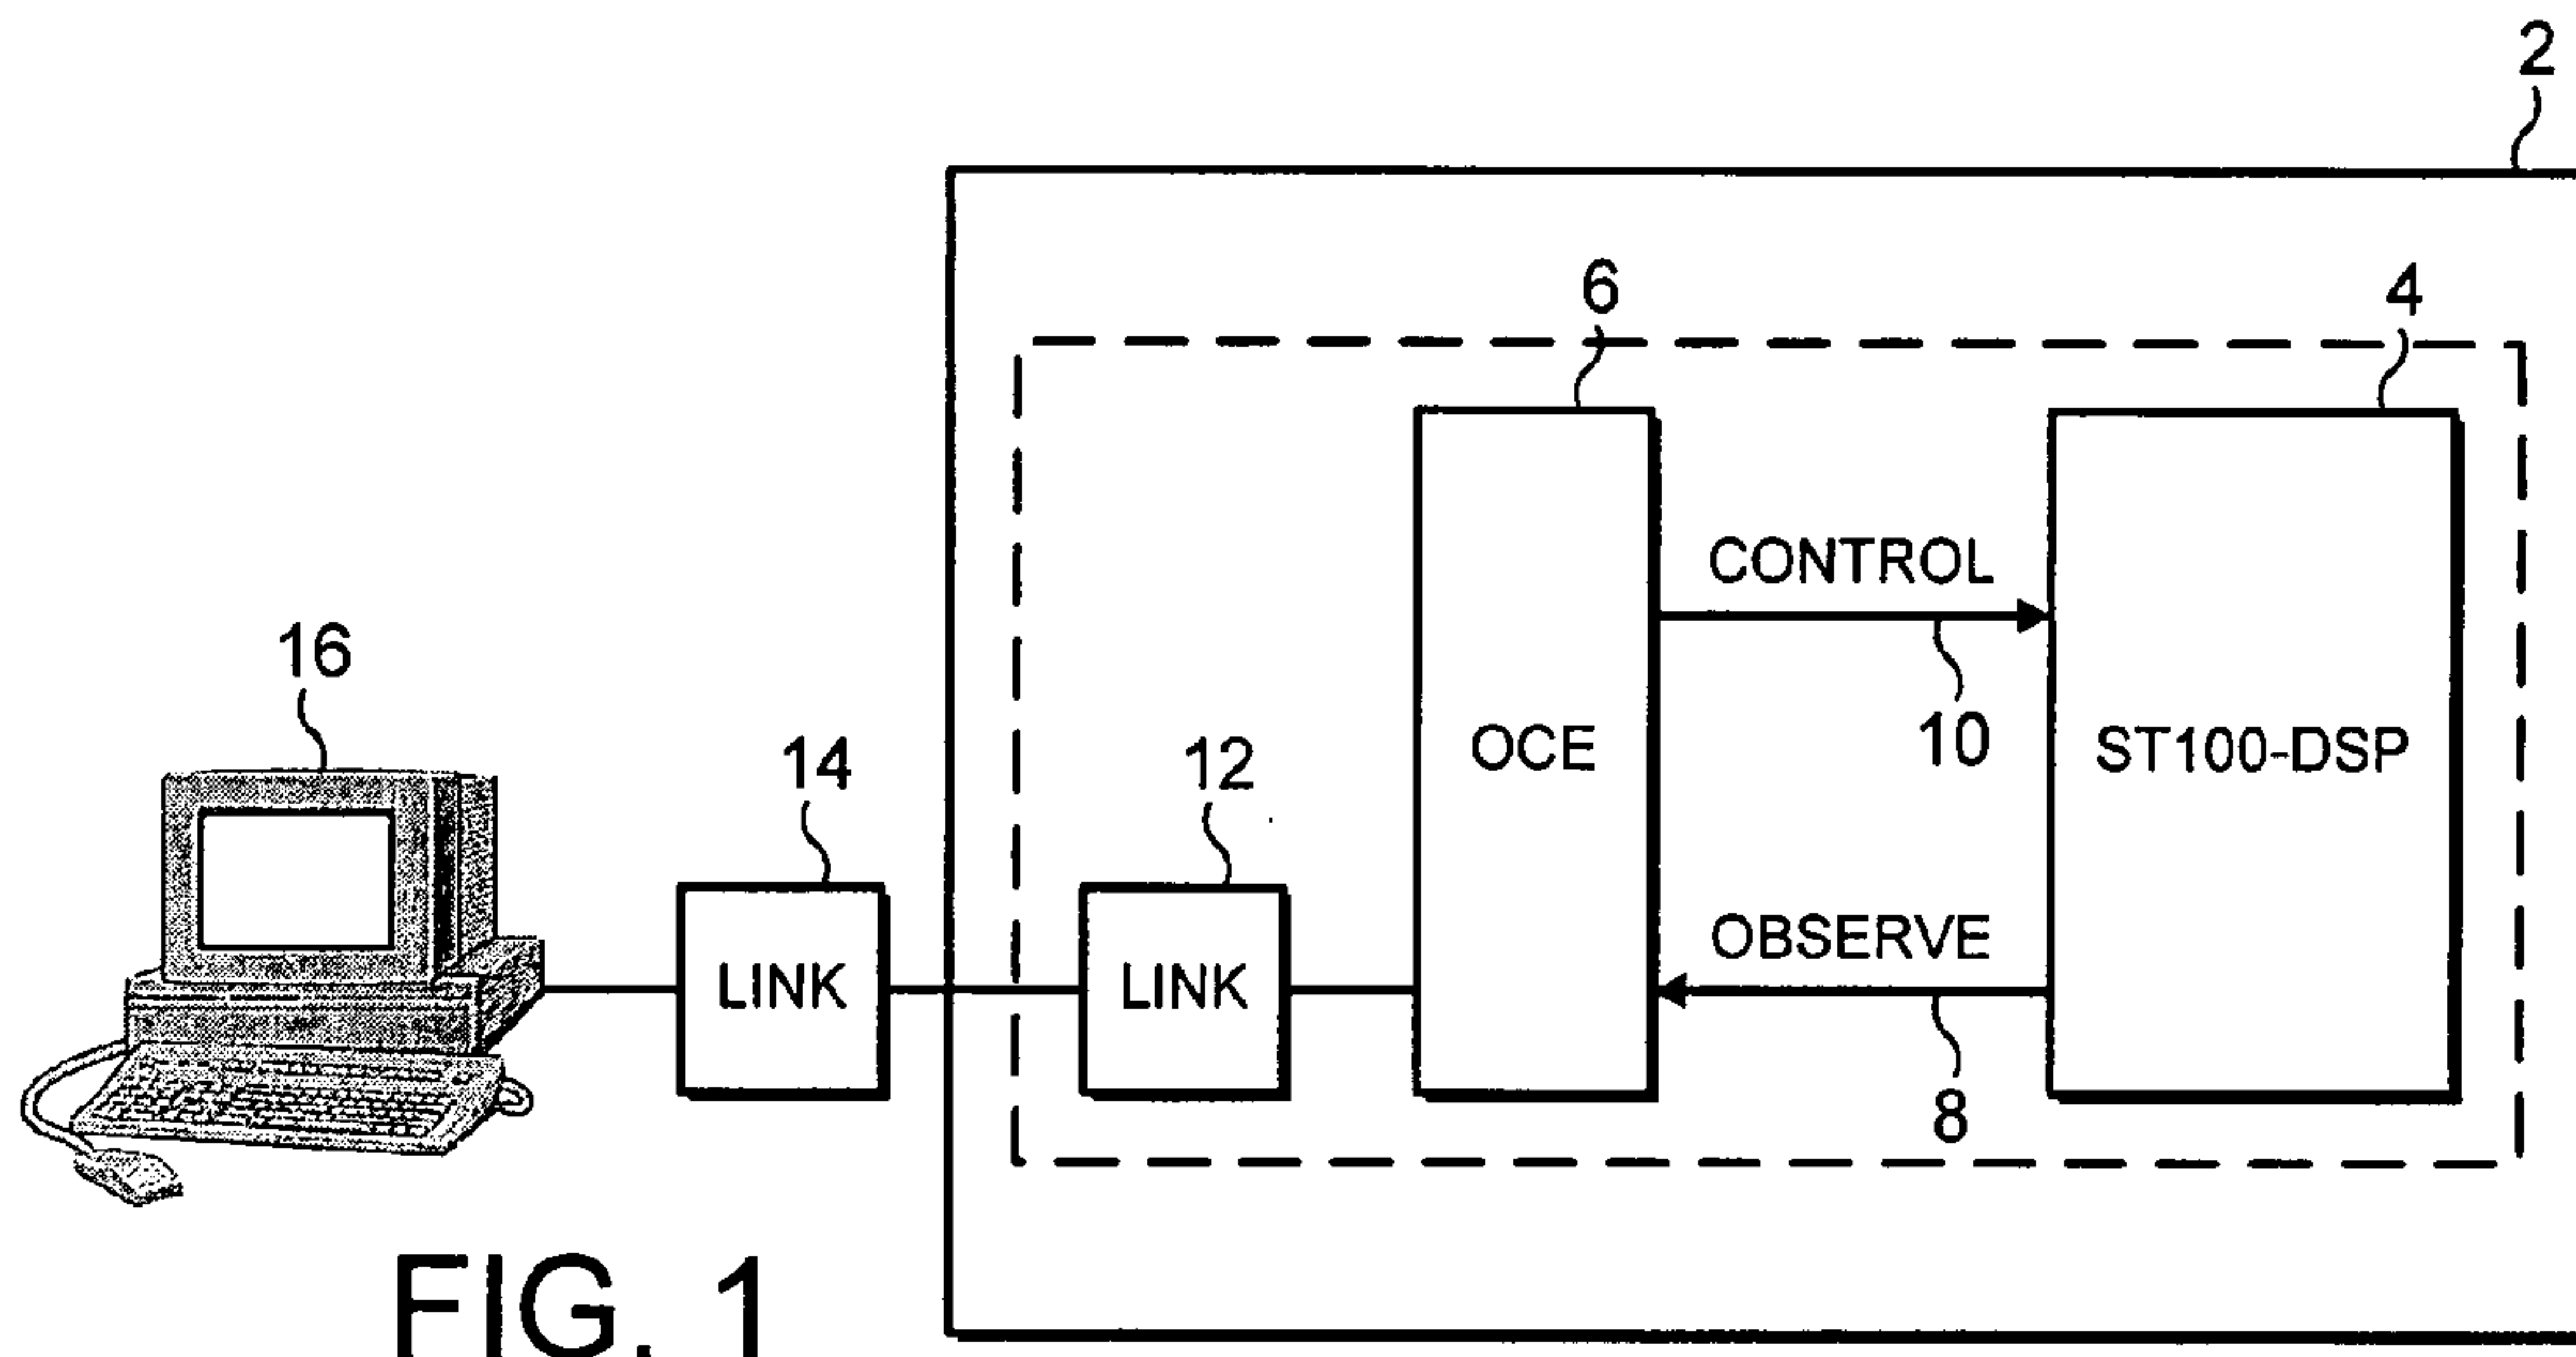 2
6
4
CONTROL
16
10
14
12
OCE
ST100-DSP
OBSERVE
LINK
LINK
8
FIG. 1